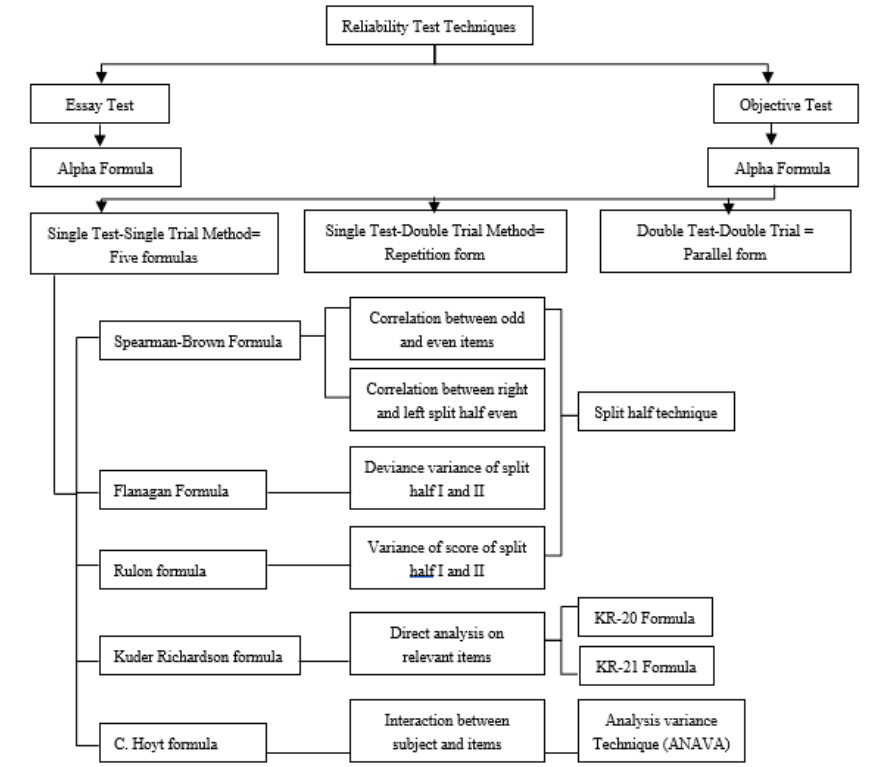 Reliability Test Techniques
Essay Test
Objective Test
Alpha Formula
Alpha Formula
Single Test-Single Trial Method=
Five formulas
Single Test-Double Trial Method=
Repetition form
Double Test-Double Trial =
Parallel form
Spearman-Brown Formula
Correlation between odd
and even items
Correlation between right
and left split half even
Split half technique
Flanagan Formula
Deviance variance of split
half I and II
Rulon formula
Variance of score of split
half I and II
Kuder Richardson formula
Direct analysis on
relevant items
KR-20 Formula
KR-21 Formula
C. Hoyt formula
Interaction between
subject and items
Analysis variance
Technique (ANAVA)